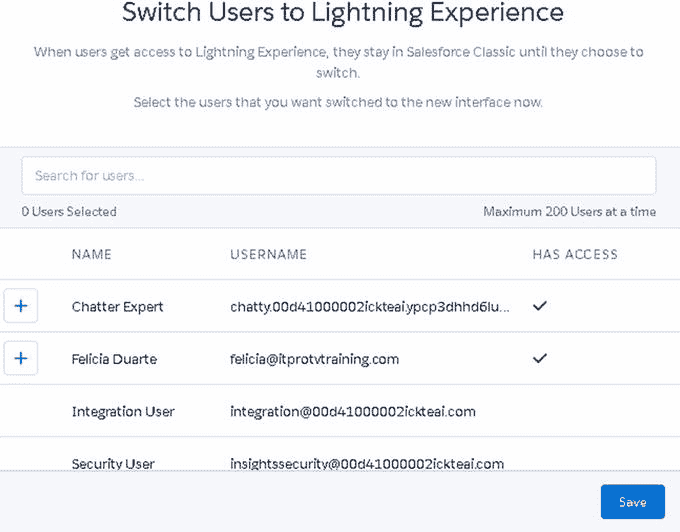 Switch Users to Lightning Experience
When users get access to Lightning Experience, they stay in Salesforce Classic until they choose to
switch.
Select the users that you want switched to the new interface now.
Search for users...
0 Users Selected Maximum 200 Users at a time
NAME USERNAME HAS ACCESS
Chatter Expert chatty.00d41000002ickteai.ypcp3dhhd6lu...
Felicia Duarte felicia@itprotvtraining.com
Integration User integration@00d41000002ickteai.com
Security User insightssecurity@00d41000002ickteai.com
Save